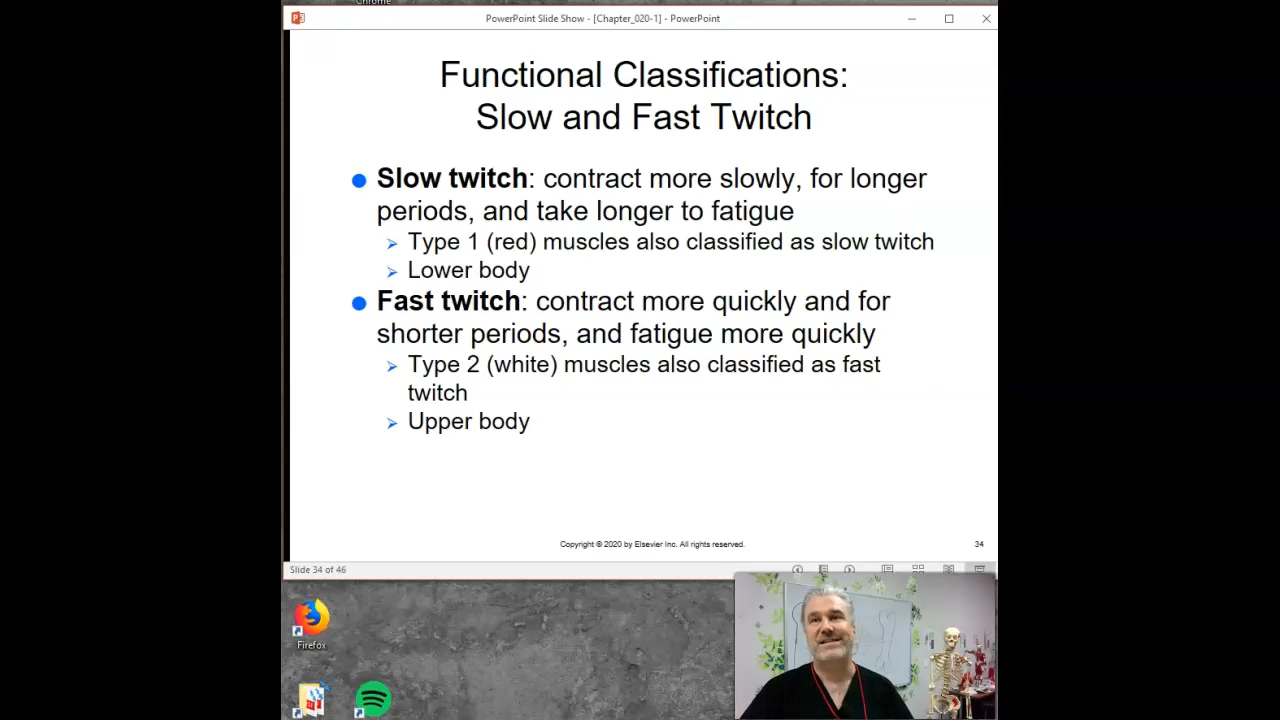 Chrome
PowerPoint Slide Show - [Chapter_020-1] - PowerPoint
Functional Classifications:
Slow and Fast Twitch
Slow twitch: contract more slowly, for longer
periods, and take longer to fatigue
Type 1 (red) muscles also classified as slow twitch
Lower body
Fast twitch: contract more quickly and for
shorter periods, and fatigue more quickly
Type 2 (white) muscles also classified as fast
twitch
Upper body
Copyright © 2020 by Elsevier Inc. All rights reserved.
34
Slide 34 of 46
Firefox